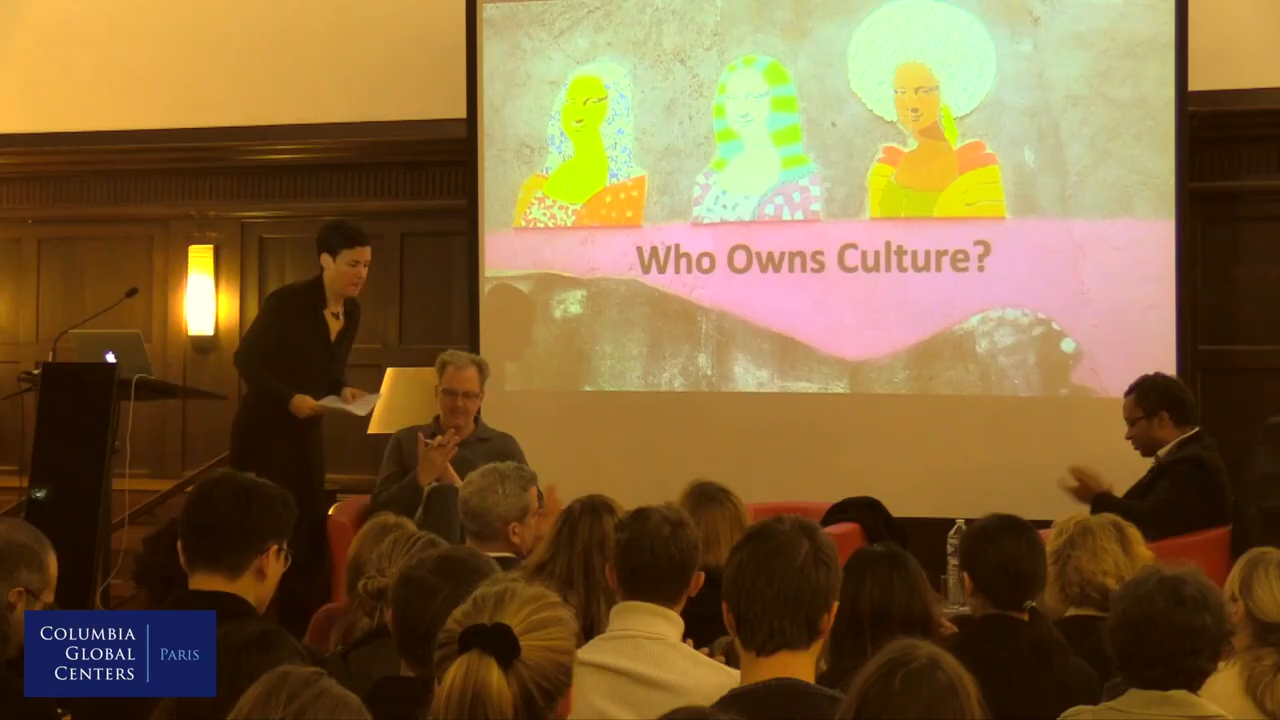 Who Owns Culture?
COLUMBIA
GLOBAL
CENTERS
PARIS